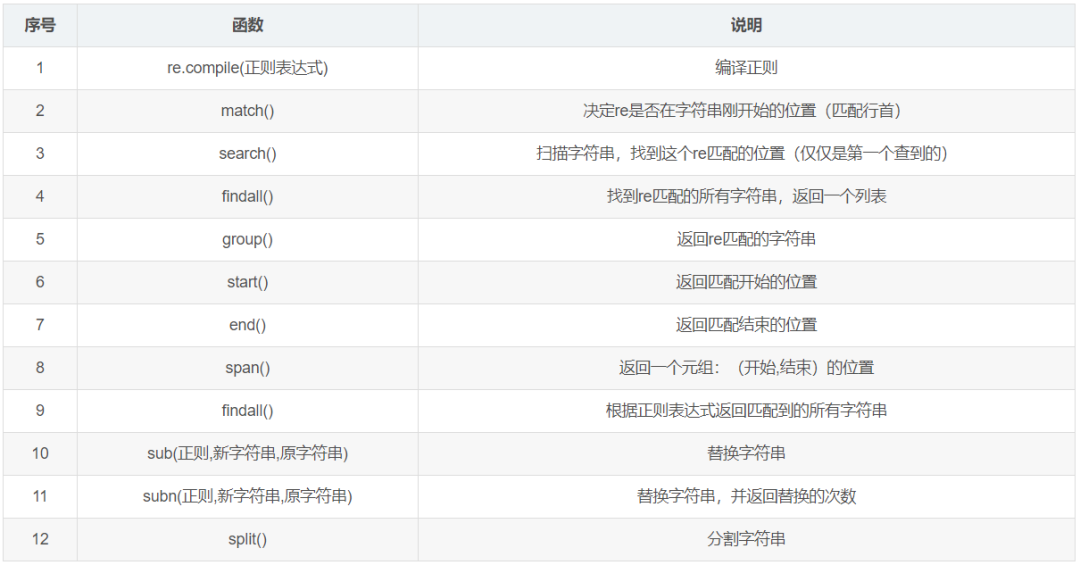 序号 函数 说明
1 re.compile(正则表达式) 编译正则
2 match() 决定re是否在字符串刚开始的位置（匹配行首）
3 search() 扫描字符串，找到这个re匹配的位置（仅仅是第一个查到的）
4 findall() 找到re匹配的所有字符串，返回一个列表
5 group() 返回re匹配的字符串
6 start() 返回匹配开始的位置
7 end() 返回匹配结束的位置
8 span() 返回一个元组：（开始,结束）的位置
9 findall() 根据正则表达式返回匹配到的所有字符串
10 sub(正则,新字符串,原字符串) 替换字符串
11 subn(正则,新字符串,原字符串) 替换字符串，并返回替换的次数
12 split() 分割字符串